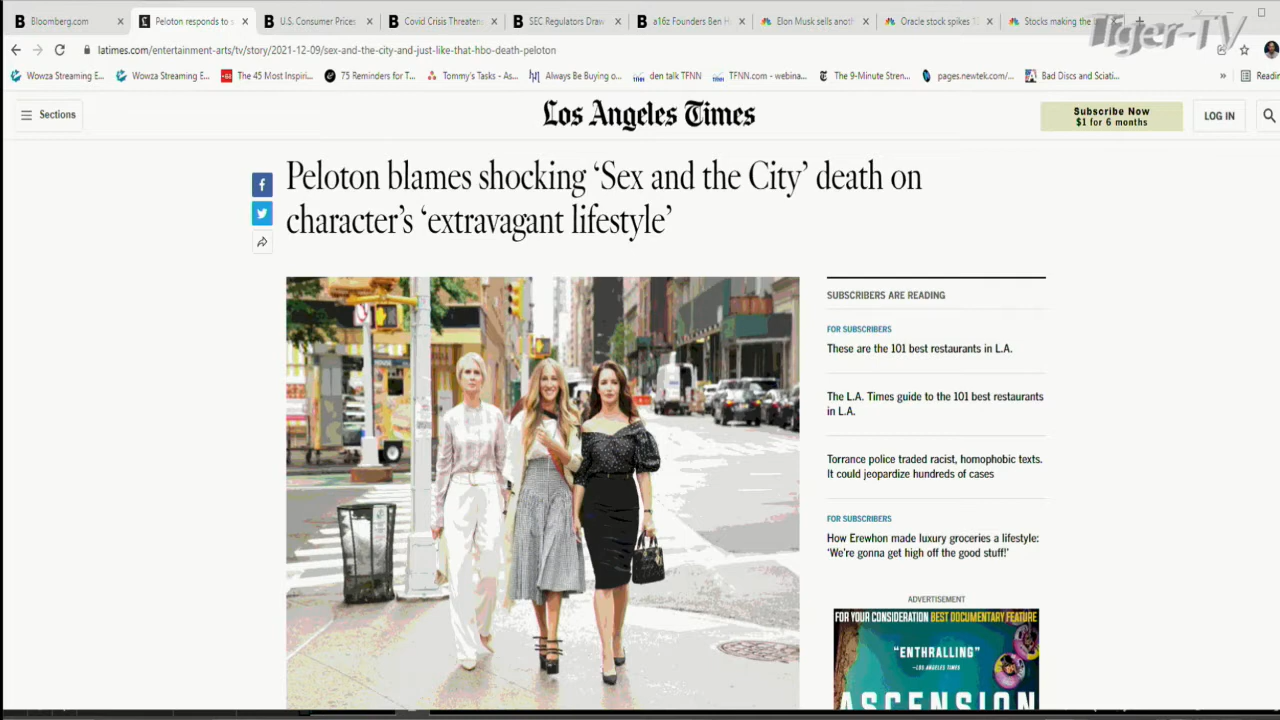 Bloomberg.com
Peloton responds to s
U.S. Consumer Prices
Covid Crisis Threaten
SEC Regulators Draw
a16z Founders Ben H
Elon Musk sells anoth
Oracle stock spikes 1
Stocks making the
Tiger-TV
latimes.com/entertainment-arts/tv/story/2021-12-09/sex-and-the-city-and-just-like-that-hbo-death-peloton
Wowza Streaming E...
Wowza Streaming E...
The 45 Most Inspiri...
75 Reminders for T...
Tommy's Tasks - As...
Always Be Buying o...
den talk TFNN
TFNN.com - webina...
The 9-Minute Stren...
pages.newtek.com/...
Bad Discs and Sciati...
»
Readin
Sections
Los Angeles Times
Subscribe Now
$1 for 6 months
LOG IN
Peloton blames shocking ‘Sex and the City’ death on
character’s ‘extravagant lifestyle’
SUBSCRIBERS ARE READING
FOR SUBSCRIBERS
These are the 101 best restaurants in L.A.
The L.A. Times guide to the 101 best restaurants
in L.A.
Torrance police traded racist, homophobic texts.
It could jeopardize hundreds of cases
FOR SUBSCRIBERS
How Erewhon made luxury groceries a lifestyle:
‘We’re gonna get high off the good stuff!’
ADVERTISEMENT
FOR YOUR CONSIDERATION BEST DOCUMENTARY FEATURE
“ENTHRALLING”
–LOS ANGELES TIMES
ASCENSION